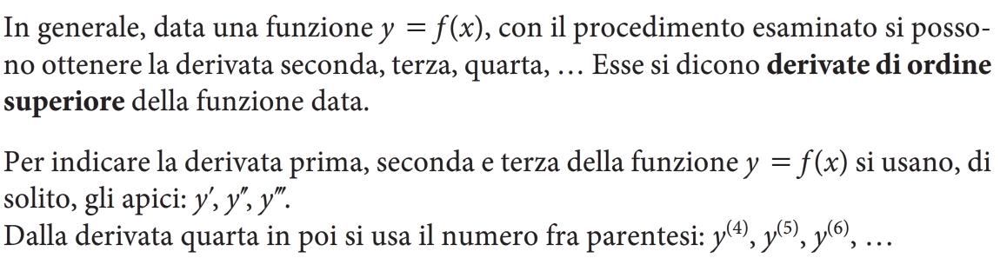 In generale, data una funzione y = f(x), con il procedimento esaminato si posso-
no ottenere la derivata seconda, terza, quarta, … Esse si dicono derivate di ordine
superiore della funzione data.
Per indicare la derivata prima, seconda e terza della funzione y = f(x) si usano, di
solito, gli apici: y′, y″, y‴.
Dalla derivata quarta in poi si usa il numero fra parentesi: y⁽⁴⁾, y⁽⁵⁾, y⁽⁶⁾, …